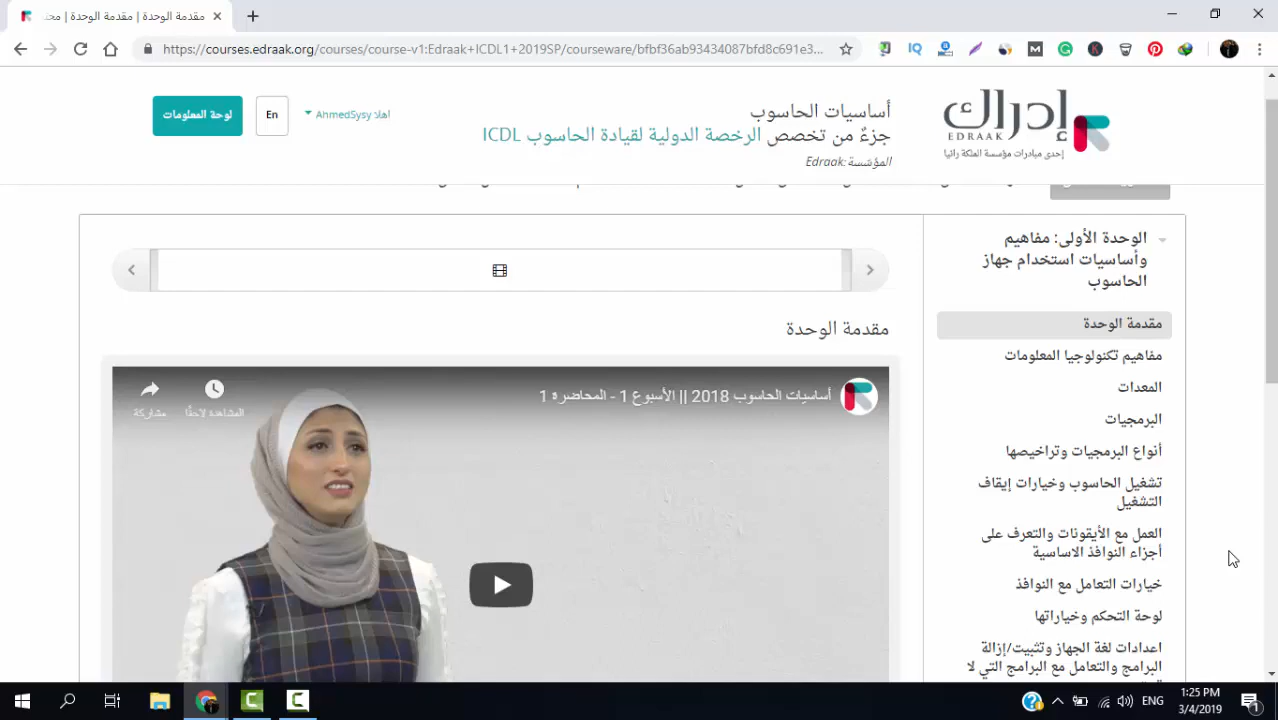 مقدمة الوحدة | مقدمة الوحدة | محد
https://courses.edraak.org/courses/course-v1:Edraak+ICDL1+2019SP/courseware/bfbf36ab93434087bfd8c691e3...
إدراك
EDRAAK
إحدى مبادرات مؤسسة الملكة رانيا
أساسيات الحاسوب
جزءٌ من تخصص الرخصة الدولية لقيادة الحاسوب ICDL
المؤسّسة: Edraak
اهلا AhmedSysy
En
لوحة المعلومات
الوحدة الأولى: مفاهيم
وأساسيات استخدام جهاز
الحاسوب
مقدمة الوحدة
مفاهيم تكنولوجيا المعلومات
المعدات
البرمجيات
أنواع البرمجيات وتراخيصها
تشغيل الحاسوب وخيارات إيقاف
التشغيل
العمل مع الأيقونات والتعرف على
أجزاء النوافذ الاساسية
خيارات التعامل مع النوافذ
لوحة التحكم وخياراتها
اعدادات لغة الجهاز وتثبيت/إزالة
البرامج والتعامل مع البرامج التي لا
مقدمة الوحدة
أساسيات الحاسوب 2018 || الأسبوع 1 - المحاضرة 1
المشاهدة لاحقًا
مشاركة
ENG
1:25 PM
3/4/2019